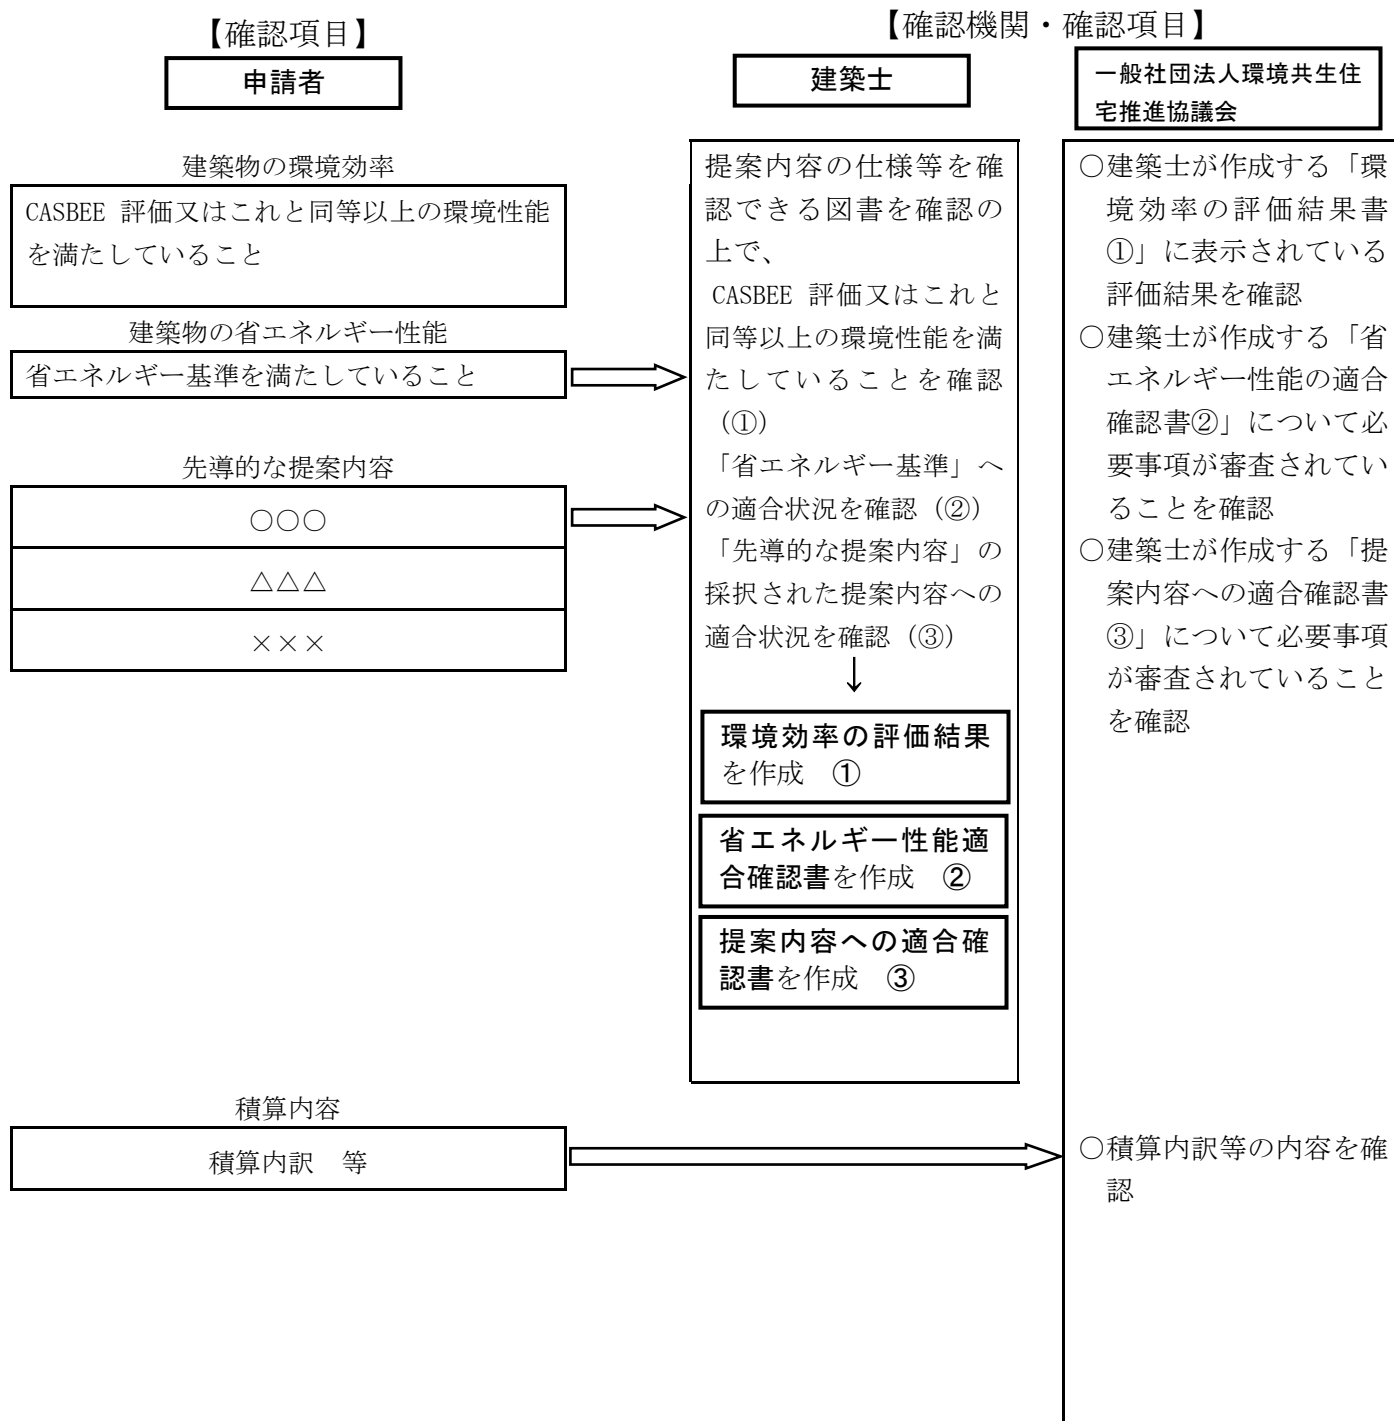 【確認項目】
申請者
建築物の環境効率
CASBEE 評価又はこれと同等以上の環境性能
を満たしていること
建築物の省エネルギー性能
省エネルギー基準を満たしていること
先導的な提案内容
○○○
△△△
×××
積算内容
積算内訳　等
【確認機関・確認項目】
建築士
提案内容の仕様等を確
認できる図書を確認の
上で、
CASBEE 評価又はこれと
同等以上の環境性能を満
たしていることを確認
（①）
「省エネルギー基準」へ
の適合状況を確認（②）
「先導的な提案内容」の
採択された提案内容への
適合状況を確認（③）
↓
環境効率の評価結果
を作成　①
省エネルギー性能適
合確認書を作成　②
提案内容への適合確
認書を作成　③
一般社団法人環境共生住
宅推進協議会
○建築士が作成する「環
境効率の評価結果書
①」に表示されている
評価結果を確認
○建築士が作成する「省
エネルギー性能の適合
確認書②」について必
要事項が審査されてい
ることを確認
○建築士が作成する「提
案内容への適合確認書
③」について必要事項
が審査されていること
を確認
○積算内訳等の内容を確
認